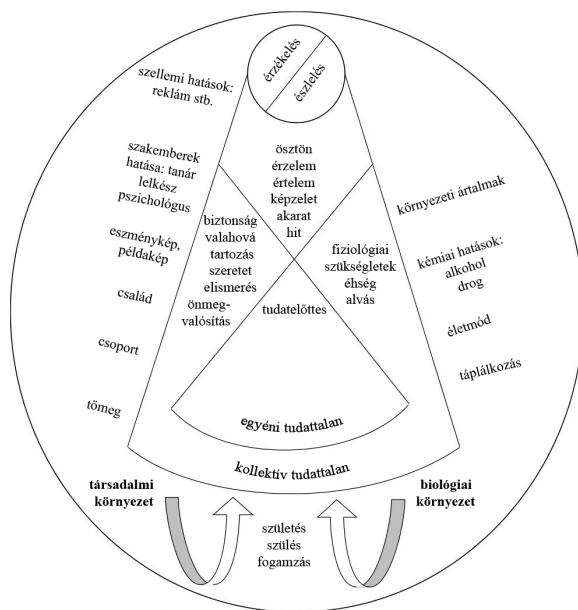 érzékelés
észlelés
szellemi hatások:
reklám stb.
szakemberek
hatása: tanár
lelkész
pszichológus
eszménykép,
példakép
család
csoport
tömeg
ösztön
érzelem
értelem
képzelet
akarat
hit
biztonság
valahová
tartozás
szeretet
elismerés
önmeg-
valósítás
fiziológiai
szükségletek
éhség
alvás
tudatelőttes
környezeti ártalmak
kémiai hatások:
alkohol
drog
életmód
táplálkozás
egyéni tudattalan
kollektív tudattalan
társadalmi
környezet
biológiai
környezet
születés
szülés
fogamzás